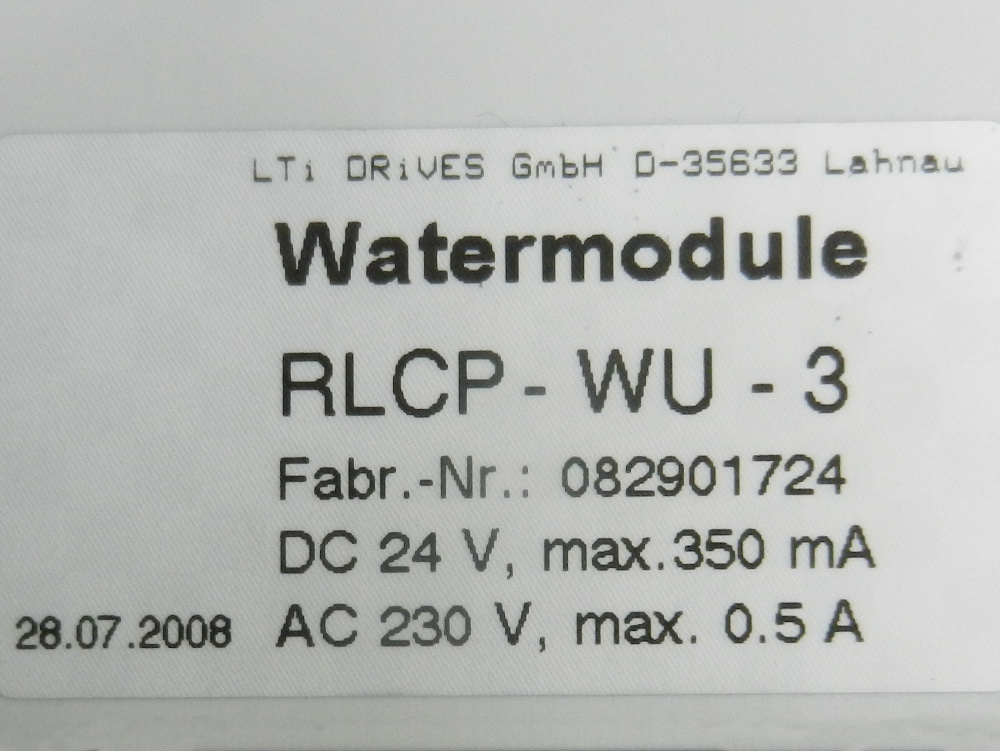 LTi DRiVES GmbH D-35633 Lahnau
Watermodule
RLCP - WU - 3
Fabr.-Nr.: 082901724
DC 24 V, max.350 mA
28.07.2008 AC 230 V, max. 0.5 A